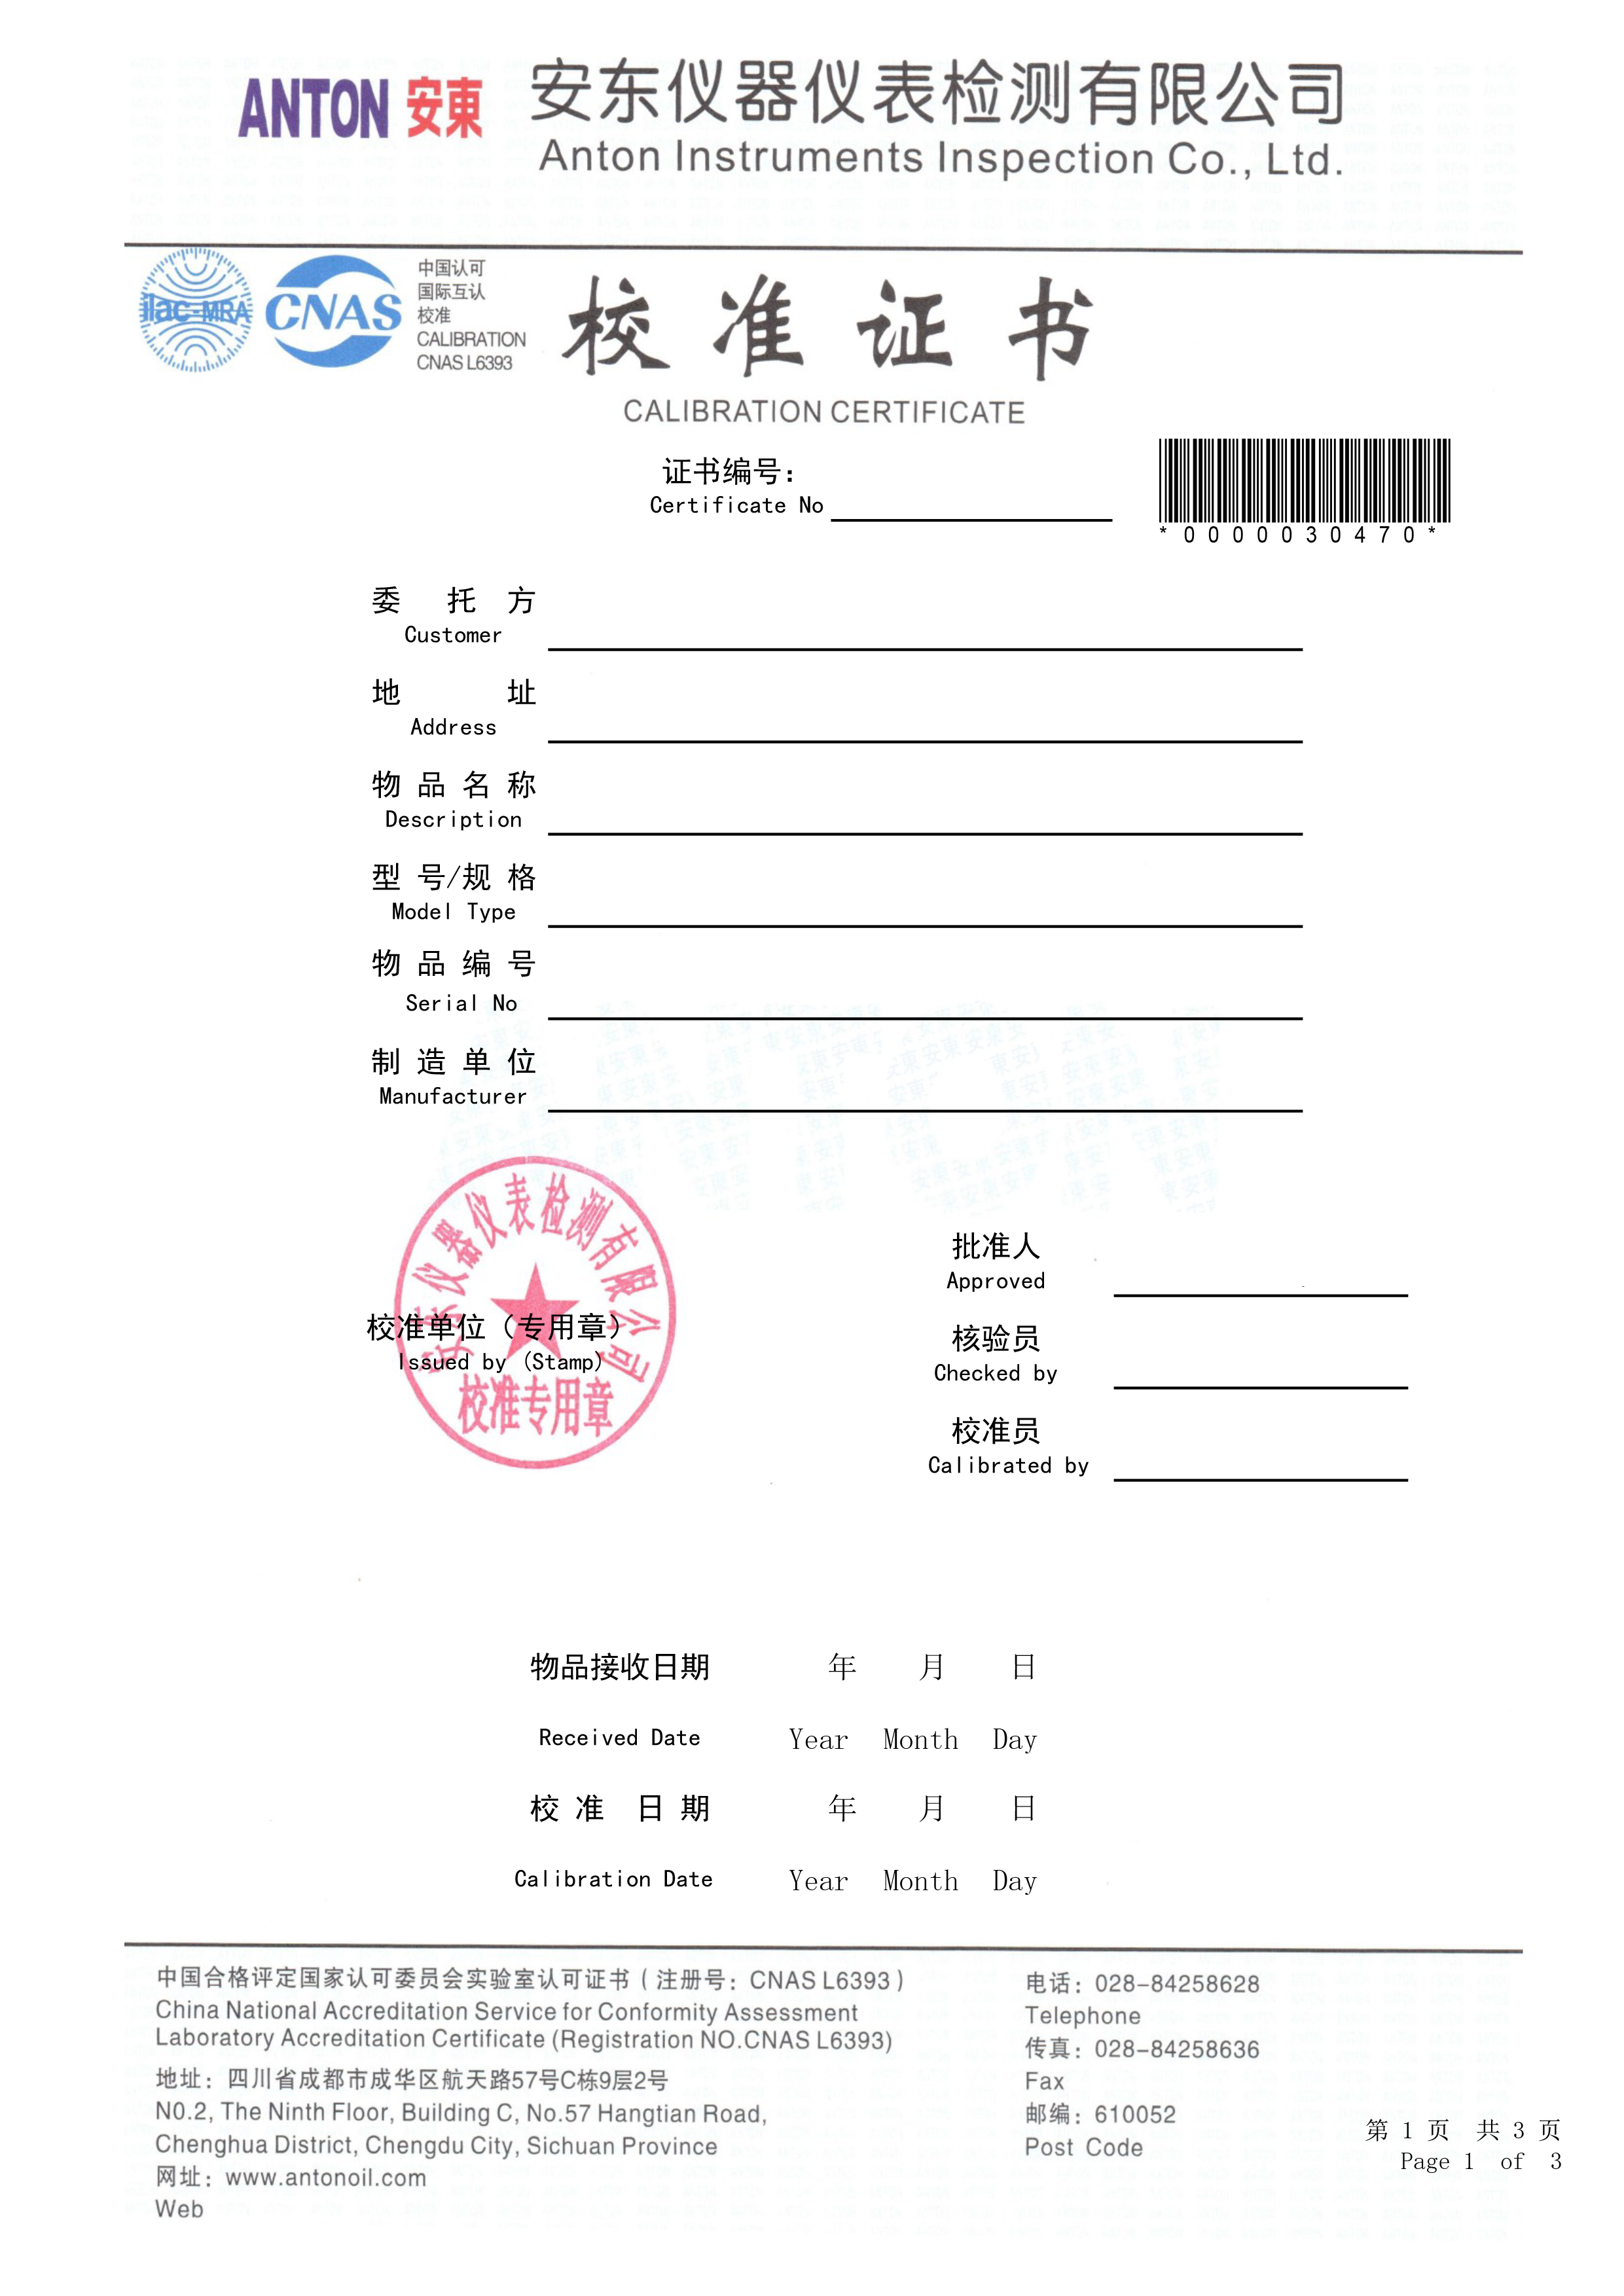 ANTON 安東
安东仪器仪表检测有限公司
Anton Instruments Inspection Co., Ltd.
ilac-MRA
CNAS
中国认可
国际互认
校准
CALIBRATION
CNAS L6393
校准证书
CALIBRATION CERTIFICATE
证书编号:
Certificate No
*0000030470*
委 托 方
Customer
地 址
Address
物 品 名 称
Description
型 号/规 格
Model Type
物 品 编 号
Serial No
制 造 单 位
Manufacturer
安东仪器仪表检测有限公司
校准专用章
校准单位（专用章）
Issued by (Stamp)
批准人
Approved
核验员
Checked by
校准员
Calibrated by
物品接收日期 年 月 日
Received Date Year Month Day
校 准 日 期 年 月 日
Calibration Date Year Month Day
中国合格评定国家认可委员会实验室认可证书（注册号：CNAS L6393）
China National Accreditation Service for Conformity Assessment
Laboratory Accreditation Certificate (Registration NO.CNAS L6393)
地址：四川省成都市成华区航天路57号C栋9层2号
N0.2, The Ninth Floor, Building C, No.57 Hangtian Road,
Chenghua District, Chengdu City, Sichuan Province
网址：www.antonoil.com
Web
电话：028-84258628
Telephone
传真：028-84258636
Fax
邮编：610052
Post Code
第 1 页 共 3 页
Page 1 of 3